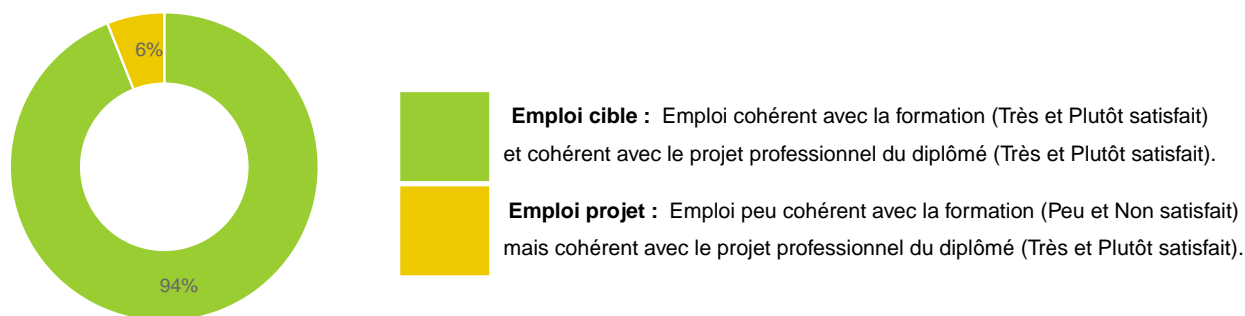 6%
Emploi cible : Emploi cohérent avec la formation (Très et Plutôt satisfait)
et cohérent avec le projet professionnel du diplômé (Très et Plutôt satisfait).
Emploi projet : Emploi peu cohérent avec la formation (Peu et Non satisfait)
mais cohérent avec le projet professionnel du diplômé (Très et Plutôt satisfait).
94%